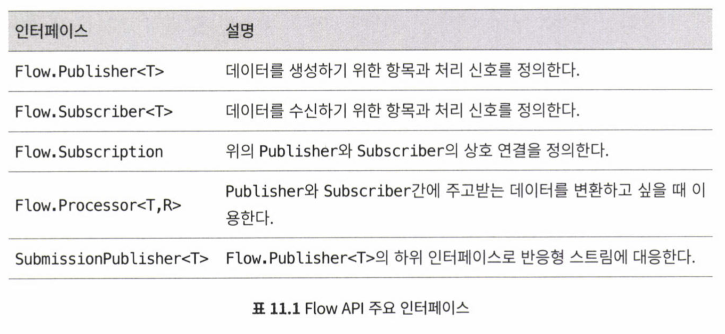 인터페이스 설명
Flow.Publisher<T> 데이터를 생성하기 위한 항목과 처리 신호를 정의한다.
Flow.Subscriber<T> 데이터를 수신하기 위한 항목과 처리 신호를 정의한다.
Flow.Subscription 위의 Publisher와 Subscriber의 상호 연결을 정의한다.
Flow.Processor<T,R> Publisher와 Subscriber간에 주고받는 데이터를 변환하고 싶을 때 이
용한다.
SubmissionPublisher<T> Flow.Publisher<T>의 하위 인터페이스로 반응형 스트림에 대응한다.
표 11.1 Flow API 주요 인터페이스